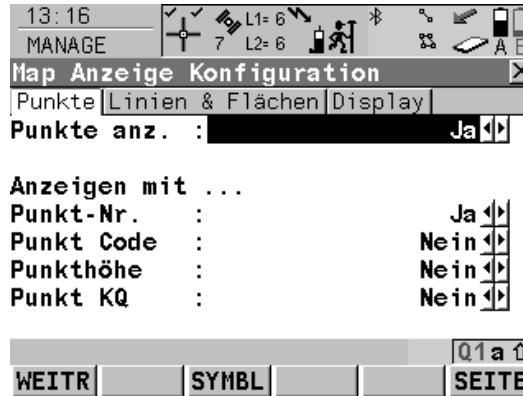 13:16
L1= 6
MANAGE
7 L2= 6
A
Map Anzeige Konfiguration
Punkte Linien & Flächen Display
Punkte anz. : Ja
Anzeigen mit ...
Punkt-Nr. : Ja
Punkt Code : Nein
Punkthöhe : Nein
Punkt KQ : Nein
Q1 a
WEITR SYMBL SEITE